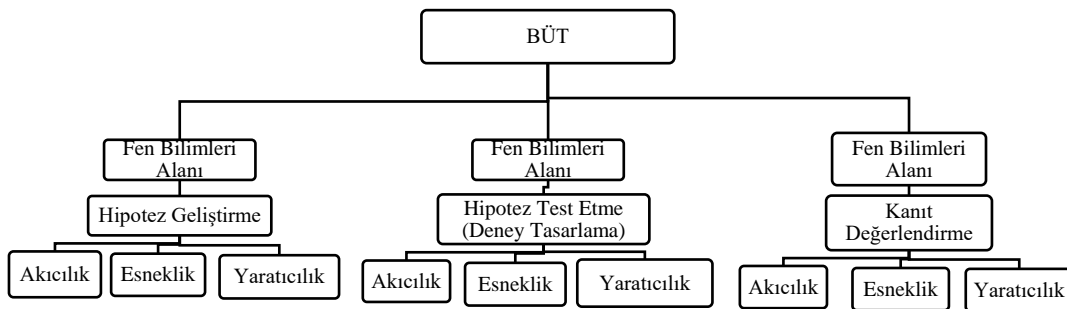 BÜT
Fen Bilimleri
Alanı
Fen Bilimleri
Alanı
Fen Bilimleri
Alanı
Hipotez Geliştirme
Hipotez Test Etme
(Deney Tasarlama)
Kanıt
Değerlendirme
Akıcılık
Esneklik
Yaratıcılık
Akıcılık
Esneklik
Yaratıcılık
Akıcılık
Esneklik
Yaratıcılık